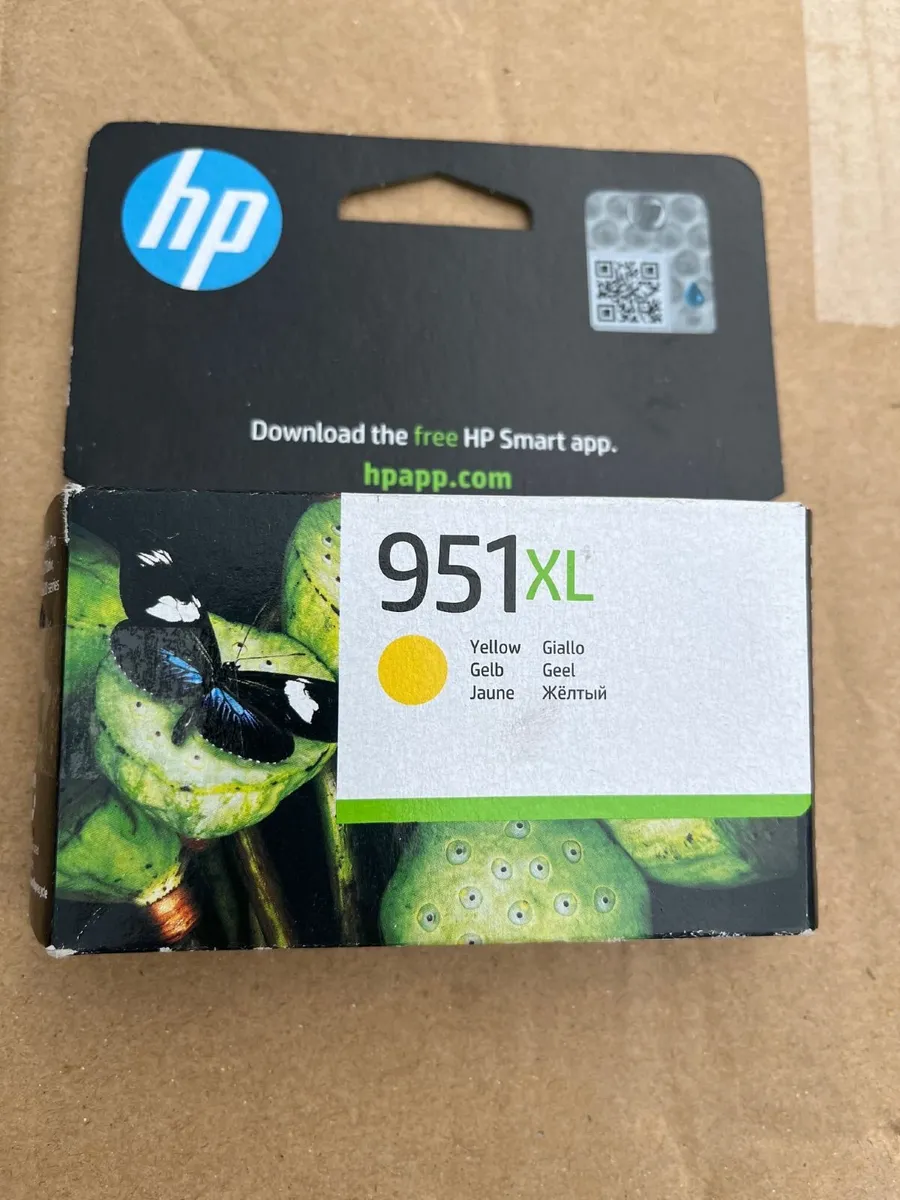 hp
Download the free HP Smart app.
hpapp.com
951XL
Yellow Giallo
Gelb Geel
Jaune Жёлтый